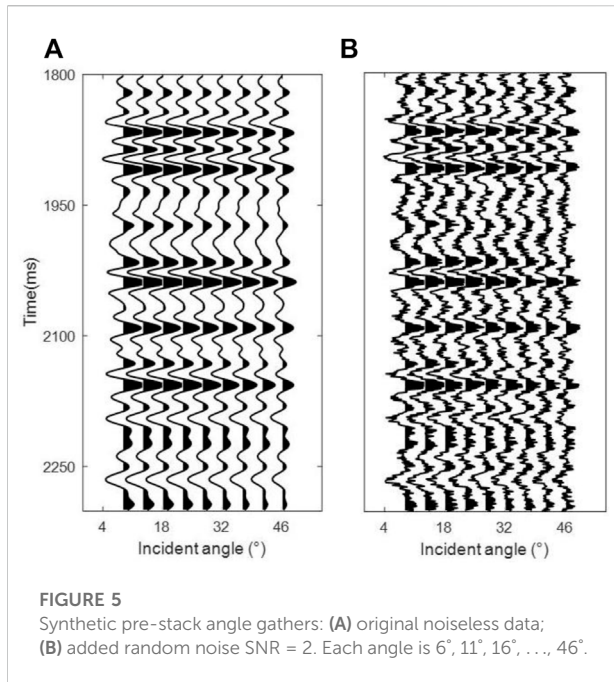 A
B
1800
1950
2100
2250
Time(ms)
4 18 32 46
4 18 32 46
Incident angle (°)
Incident angle (°)
FIGURE 5
Synthetic pre-stack angle gathers: (A) original noiseless data;
(B) added random noise SNR = 2. Each angle is 6°, 11°, 16°, . . ., 46°.